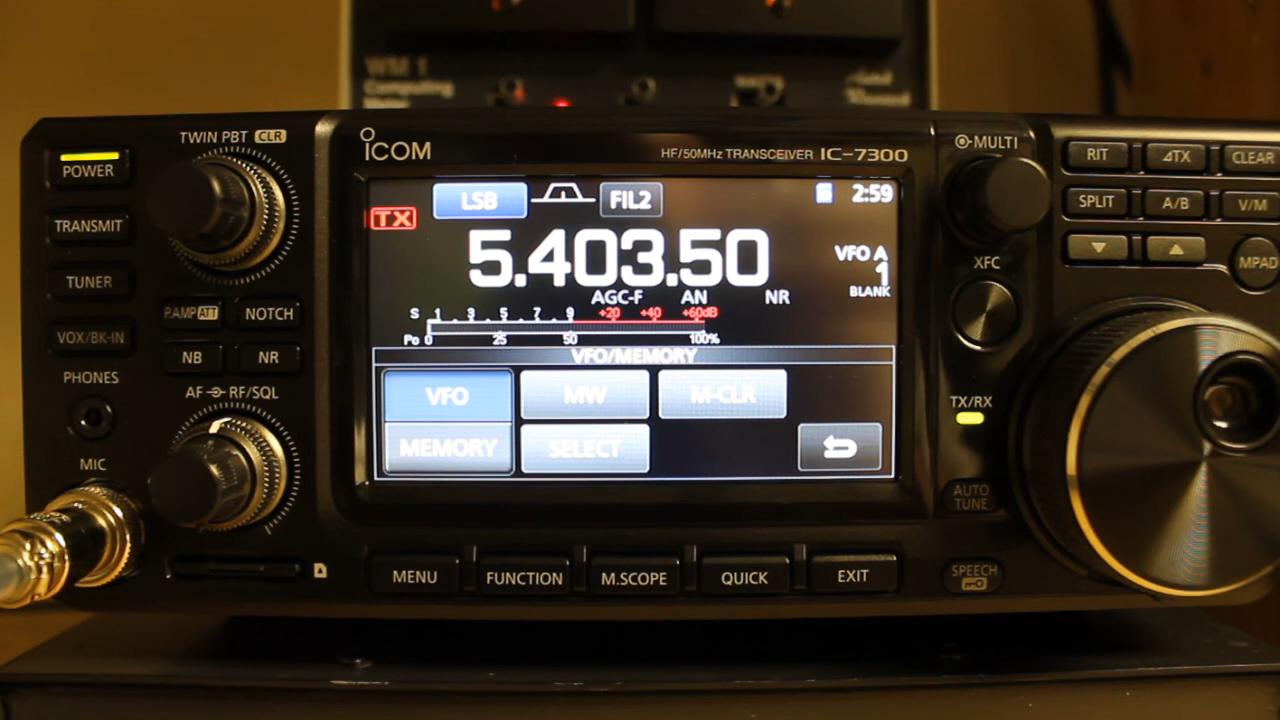 WM 1
Computing
TWIN PBT CLR
POWER
TRANSMIT
TUNER
P.AMP ATT
NOTCH
VOX/BK-IN
NB
NR
PHONES
AF RF/SQL
MIC
ICOM
HF/50MHz TRANSCEIVER IC-7300
LSB
FIL2
2:59
TX
5.403.50
VFO A
1
BLANK
AGC-F AN NR
S 1 . 3 . 5 . 7 . 9 +20 +40 +60dB
Po 0 25 50 100%
VFO/MEMORY
VFO
MW
M-CLR
MEMORY
SELECT
MENU
FUNCTION
M.SCOPE
QUICK
EXIT
MULTI
RIT
ΔTX
CLEAR
SPLIT
A/B
V/M
MPAD
XFC
TX/RX
AUTO
TUNE
SPEECH